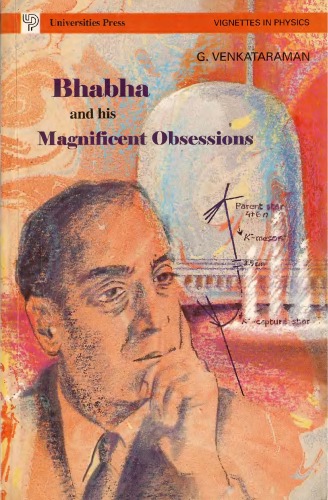 Universities Press
VIGNETTES IN PHYSICS
G. VENKATARAMAN
Bhabha
and his
Magnificent Obsessions
Parent star
K⁻-meson
K⁻-capture star